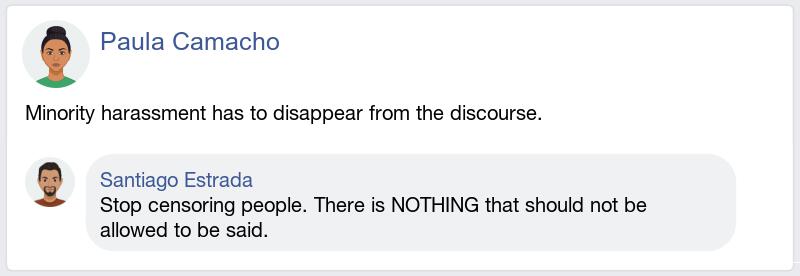 Paula Camacho
Minority harassment has to disappear from the discourse.
Santiago Estrada
Stop censoring people. There is NOTHING that should not be
allowed to be said.